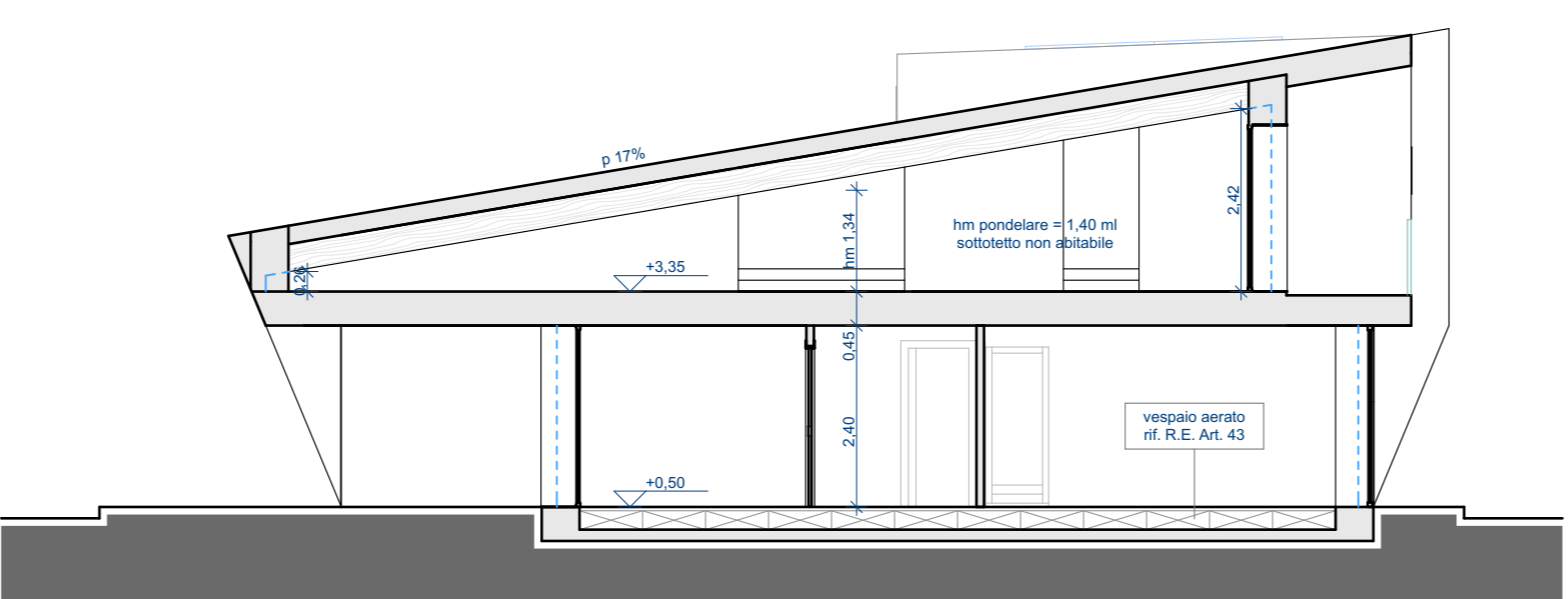 p 17%
hm pondelare = 1,40 ml
sottotetto non abitabile
2,42
hm 1,34
+3,35
0,26
0,45
2,40
vespaio aerato
rif. R.E. Art. 43
+0,50